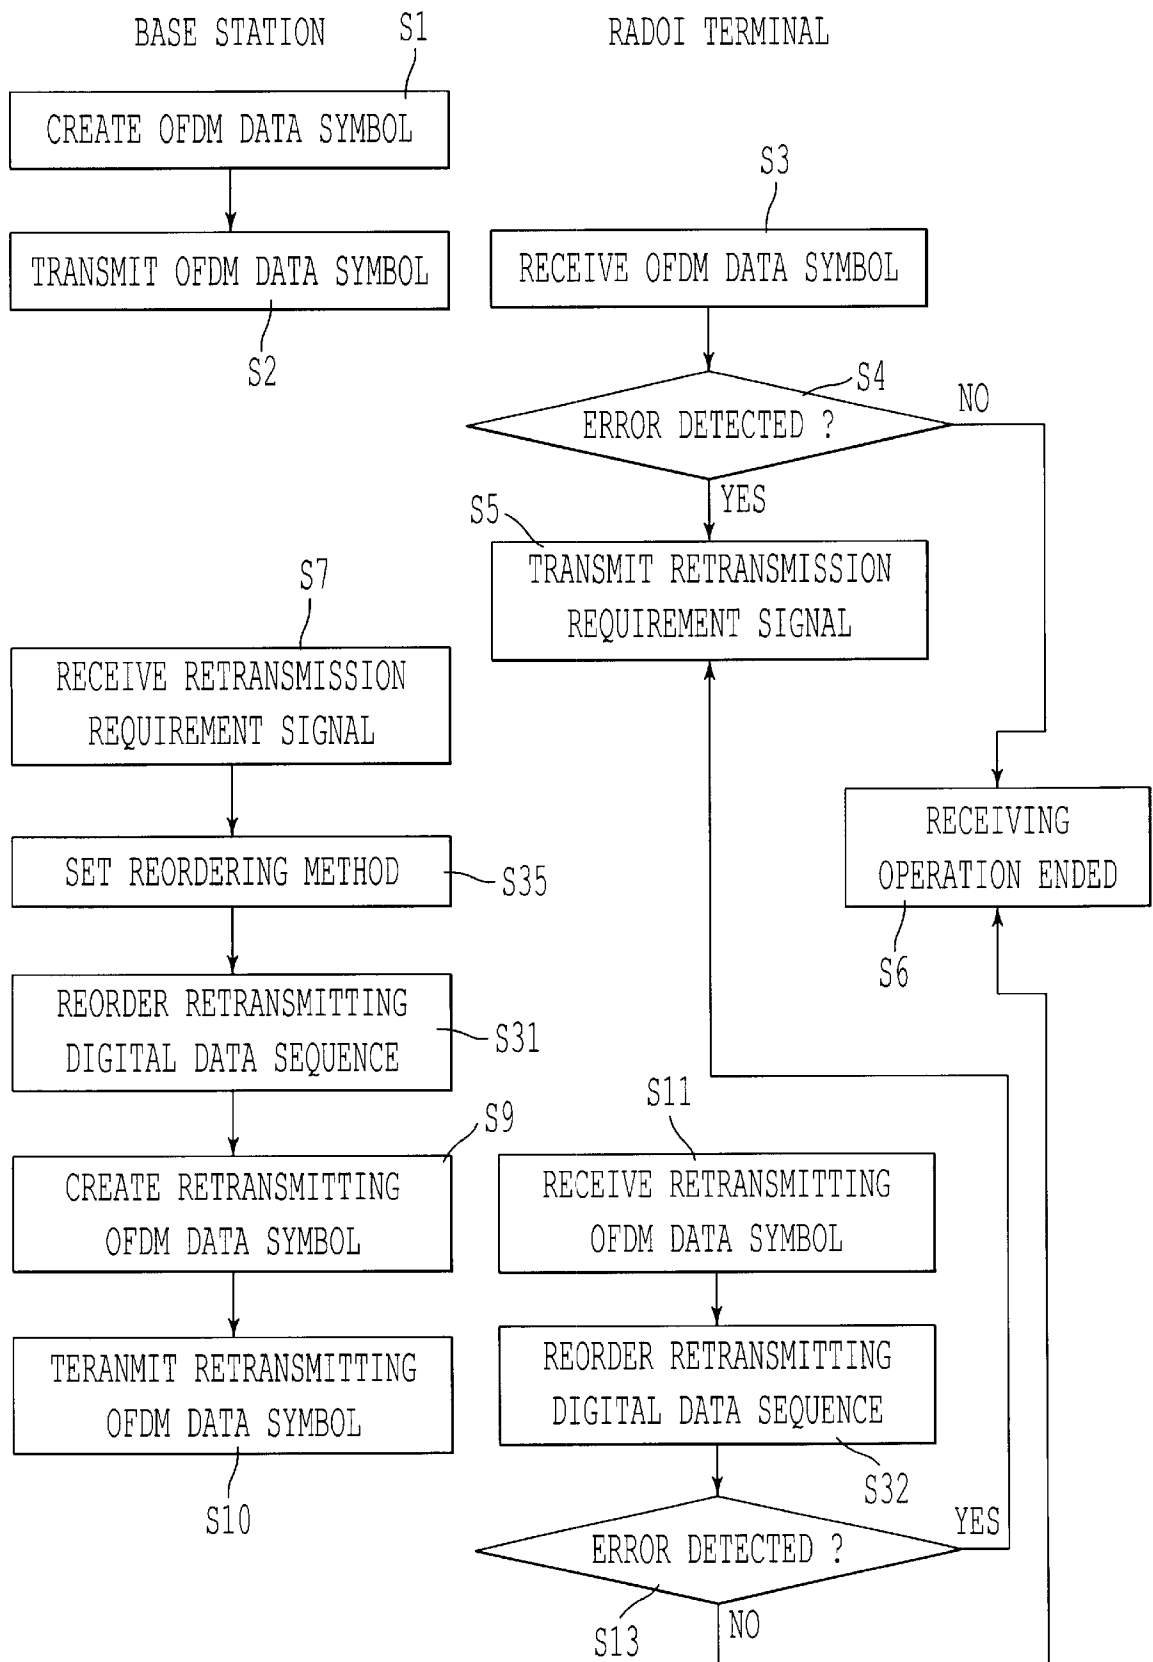 BASE STATION
S1
RADOI TERMINAL
CREATE OFDM DATA SYMBOL
S3
TRANSMIT OFDM DATA SYMBOL
RECEIVE OFDM DATA SYMBOL
S2
S4
NO
ERROR DETECTED ?
YES
S5
TRANSMIT RETRANSMISSION
REQUIREMENT SIGNAL
S7
RECEIVE RETRANSMISSION
REQUIREMENT SIGNAL
RECEIVING
OPERATION ENDED
SET REORDERING METHOD
S35
S6
REORDER RETRANSMITTING
DIGITAL DATA SEQUENCE
S31
S11
S9
CREATE RETRANSMITTING
OFDM DATA SYMBOL
RECEIVE RETRANSMITTING
OFDM DATA SYMBOL
TERANMIT RETRANSMITTING
OFDM DATA SYMBOL
REORDER RETRANSMITTING
DIGITAL DATA SEQUENCE
S32
S10
YES
ERROR DETECTED ?
S13
NO